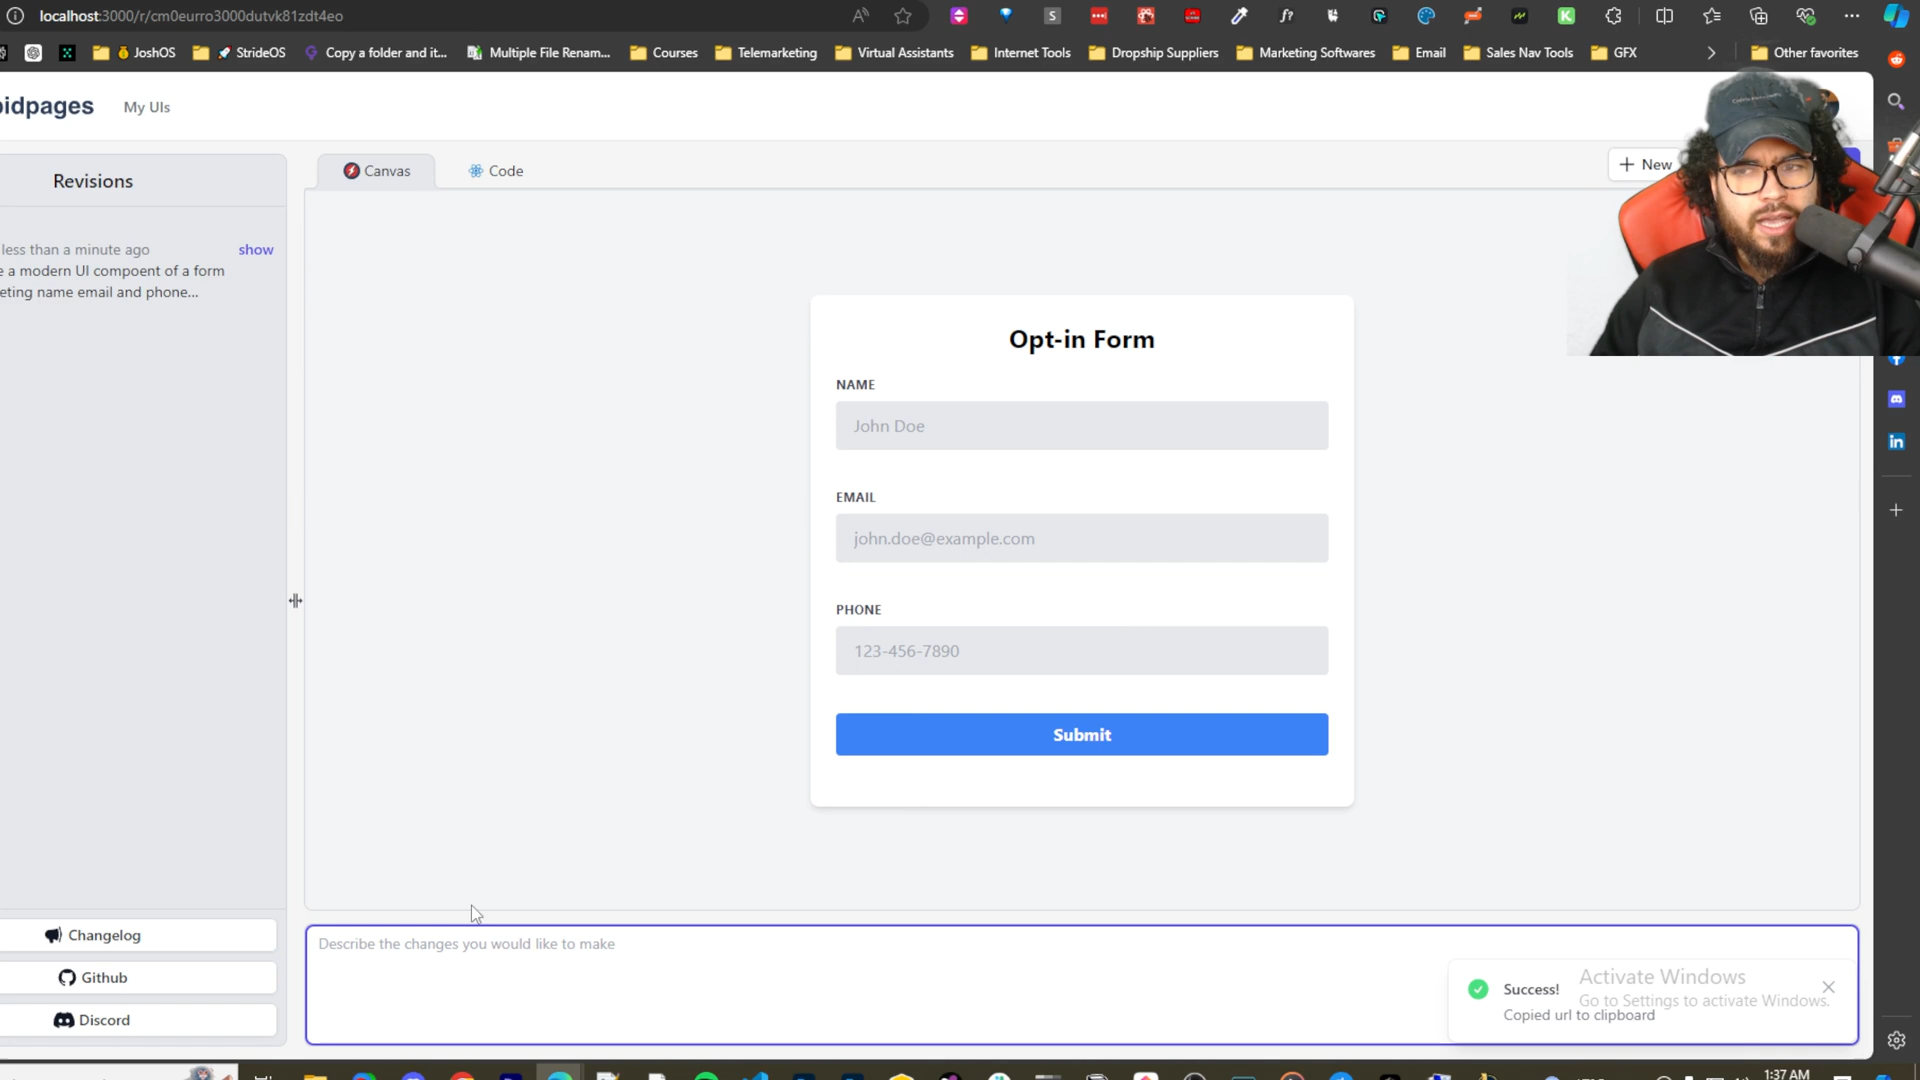 localhost:3000/r/cm0eurro3000dutvk81zdt4eo
JoshOS
StrideOS
Copy a folder and it...
Multiple File Renam...
Courses
Telemarketing
Virtual Assistants
Internet Tools
Dropship Suppliers
Marketing Softwares
Email
Sales Nav Tools
GFX
Other favorites
idpages
My UIs
Revisions
Canvas
Code
New
less than a minute ago
show
e a modern UI compoent of a form
eting name email and phone...
Opt-in Form
NAME
John Doe
EMAIL
john.doe@example.com
PHONE
123-456-7890
Submit
Changelog
Github
Discord
Describe the changes you would like to make
Success!
Copied url to clipboard
Activate Windows
Go to Settings to activate Windows.
1:37 AM